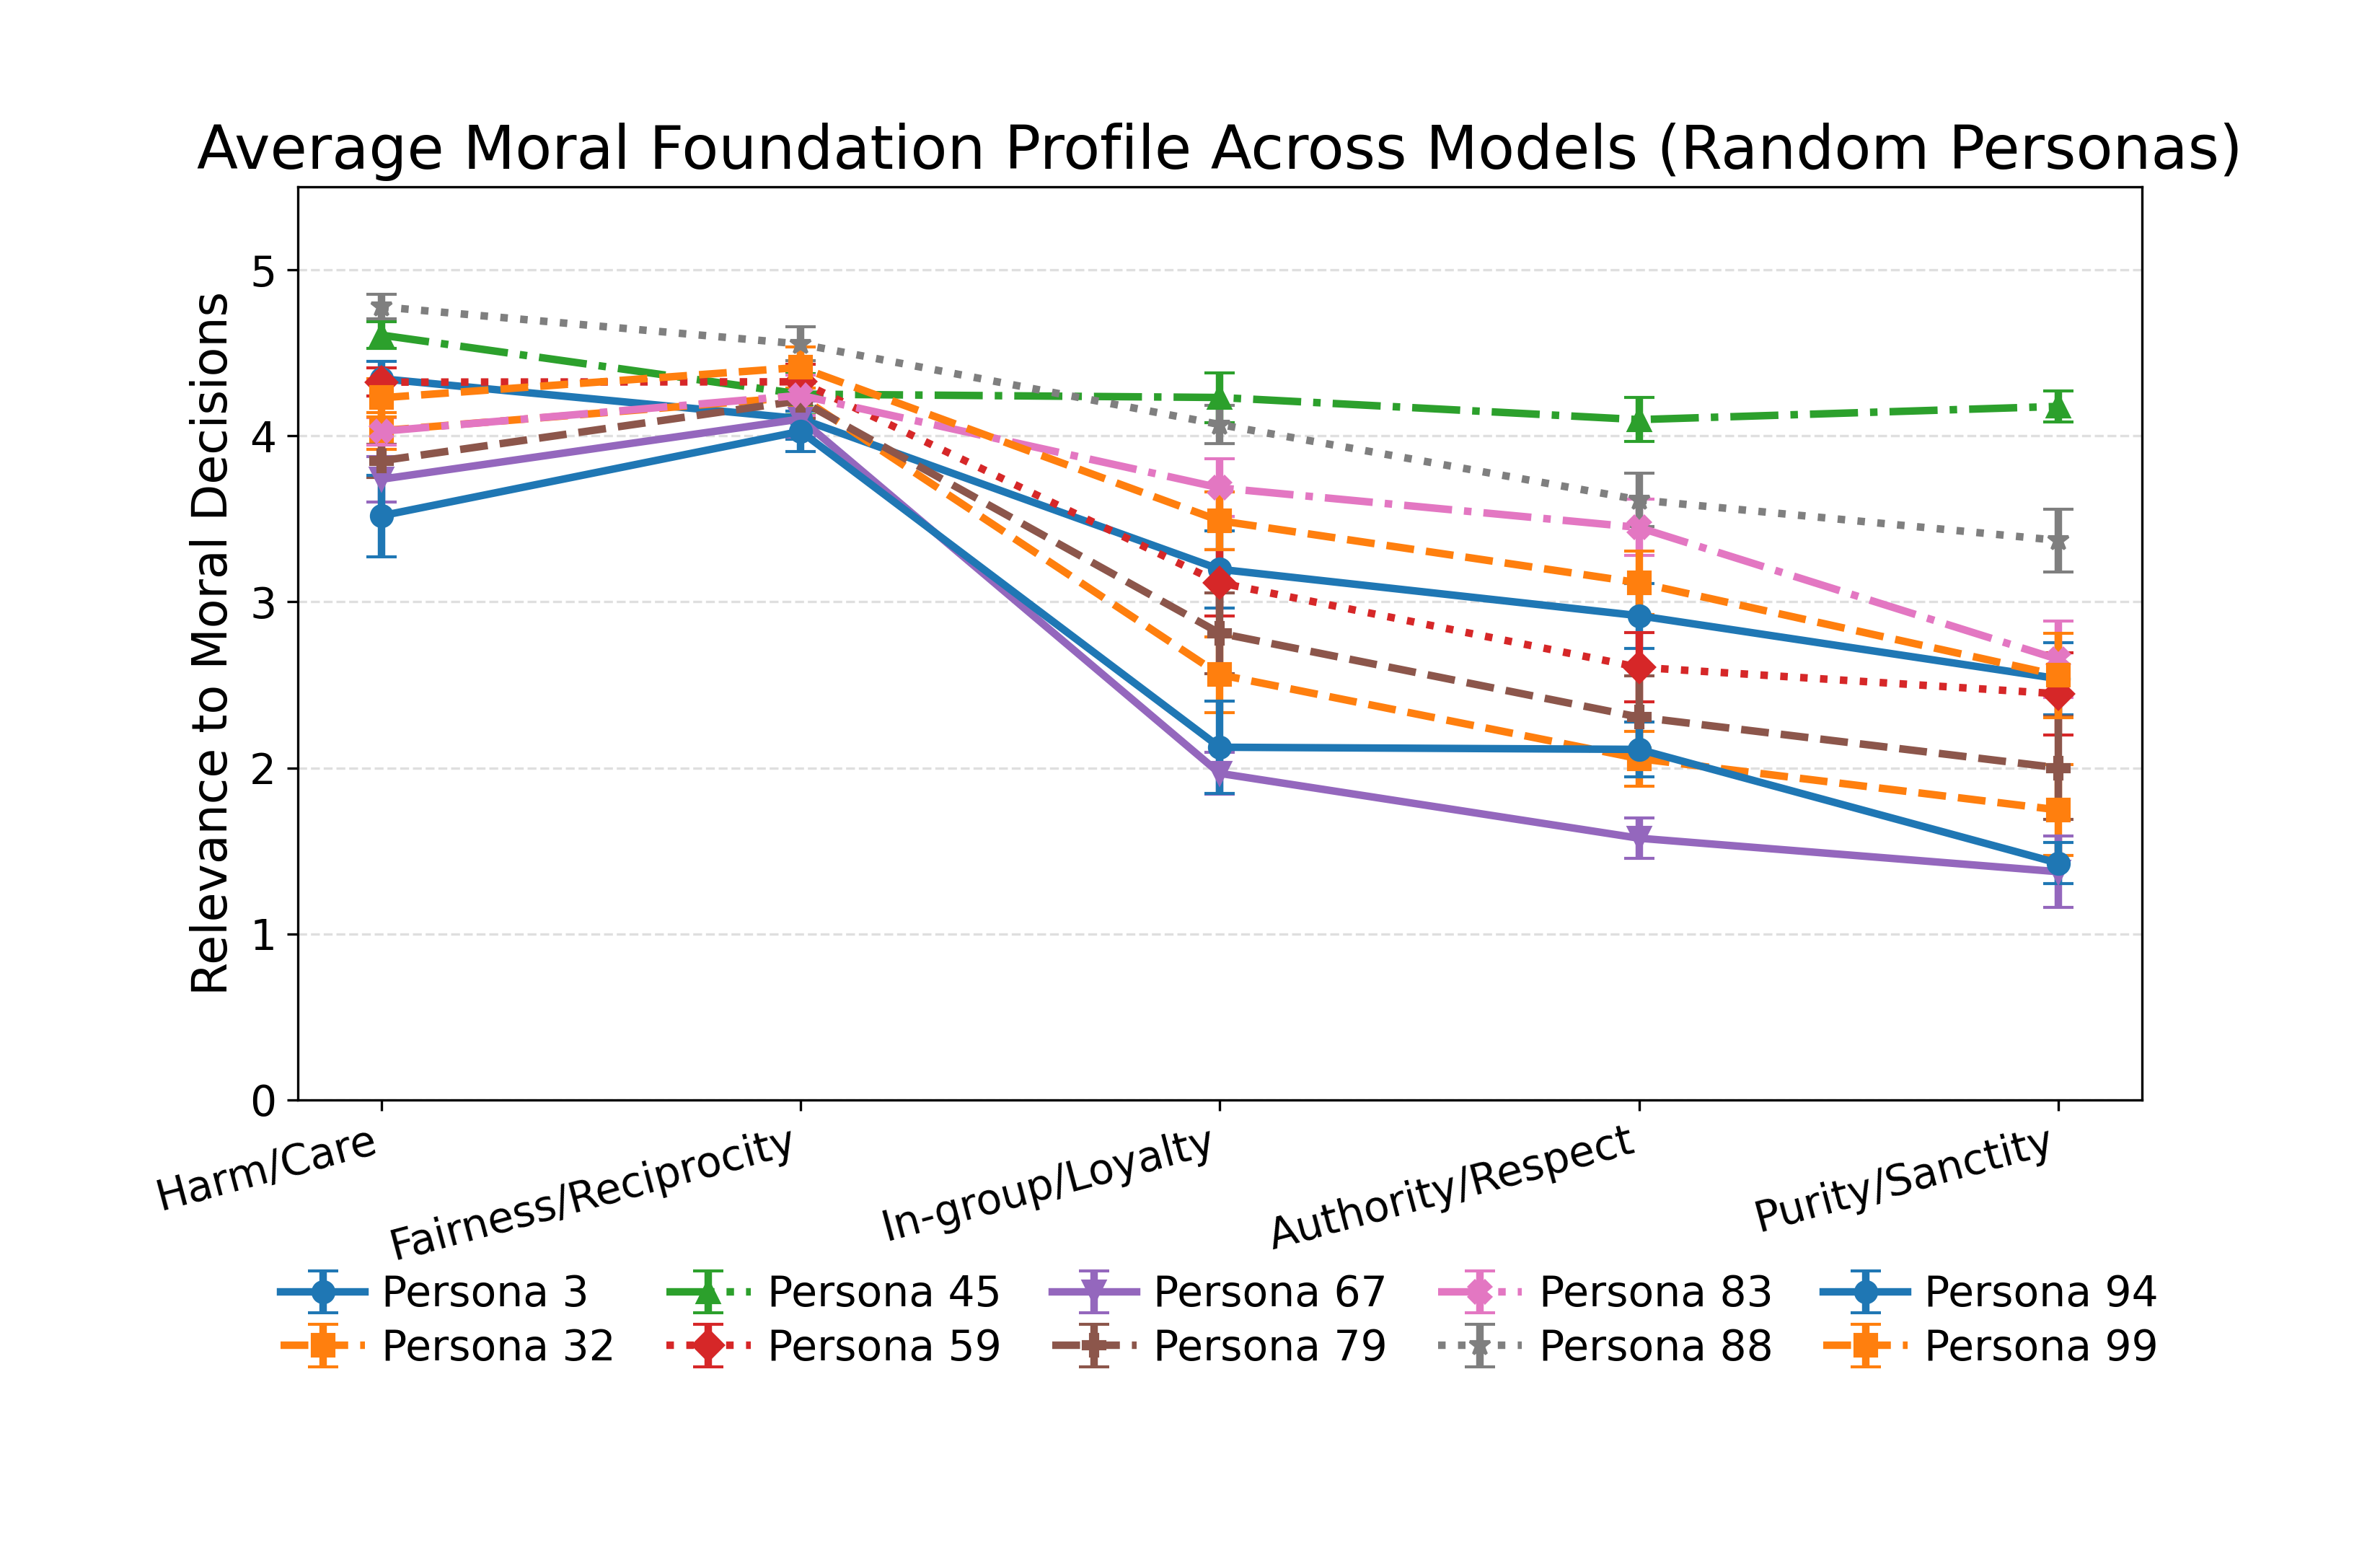 Average Moral Foundation Profile Across Models (Random Personas)
Relevance to Moral Decisions
5
4
3
2
1
0
Harm/Care
Fairness/Reciprocity
In-group/Loyalty
Authority/Respect
Purity/Sanctity
Persona 3
Persona 45
Persona 67
Persona 83
Persona 94
Persona 32
Persona 59
Persona 79
Persona 88
Persona 99